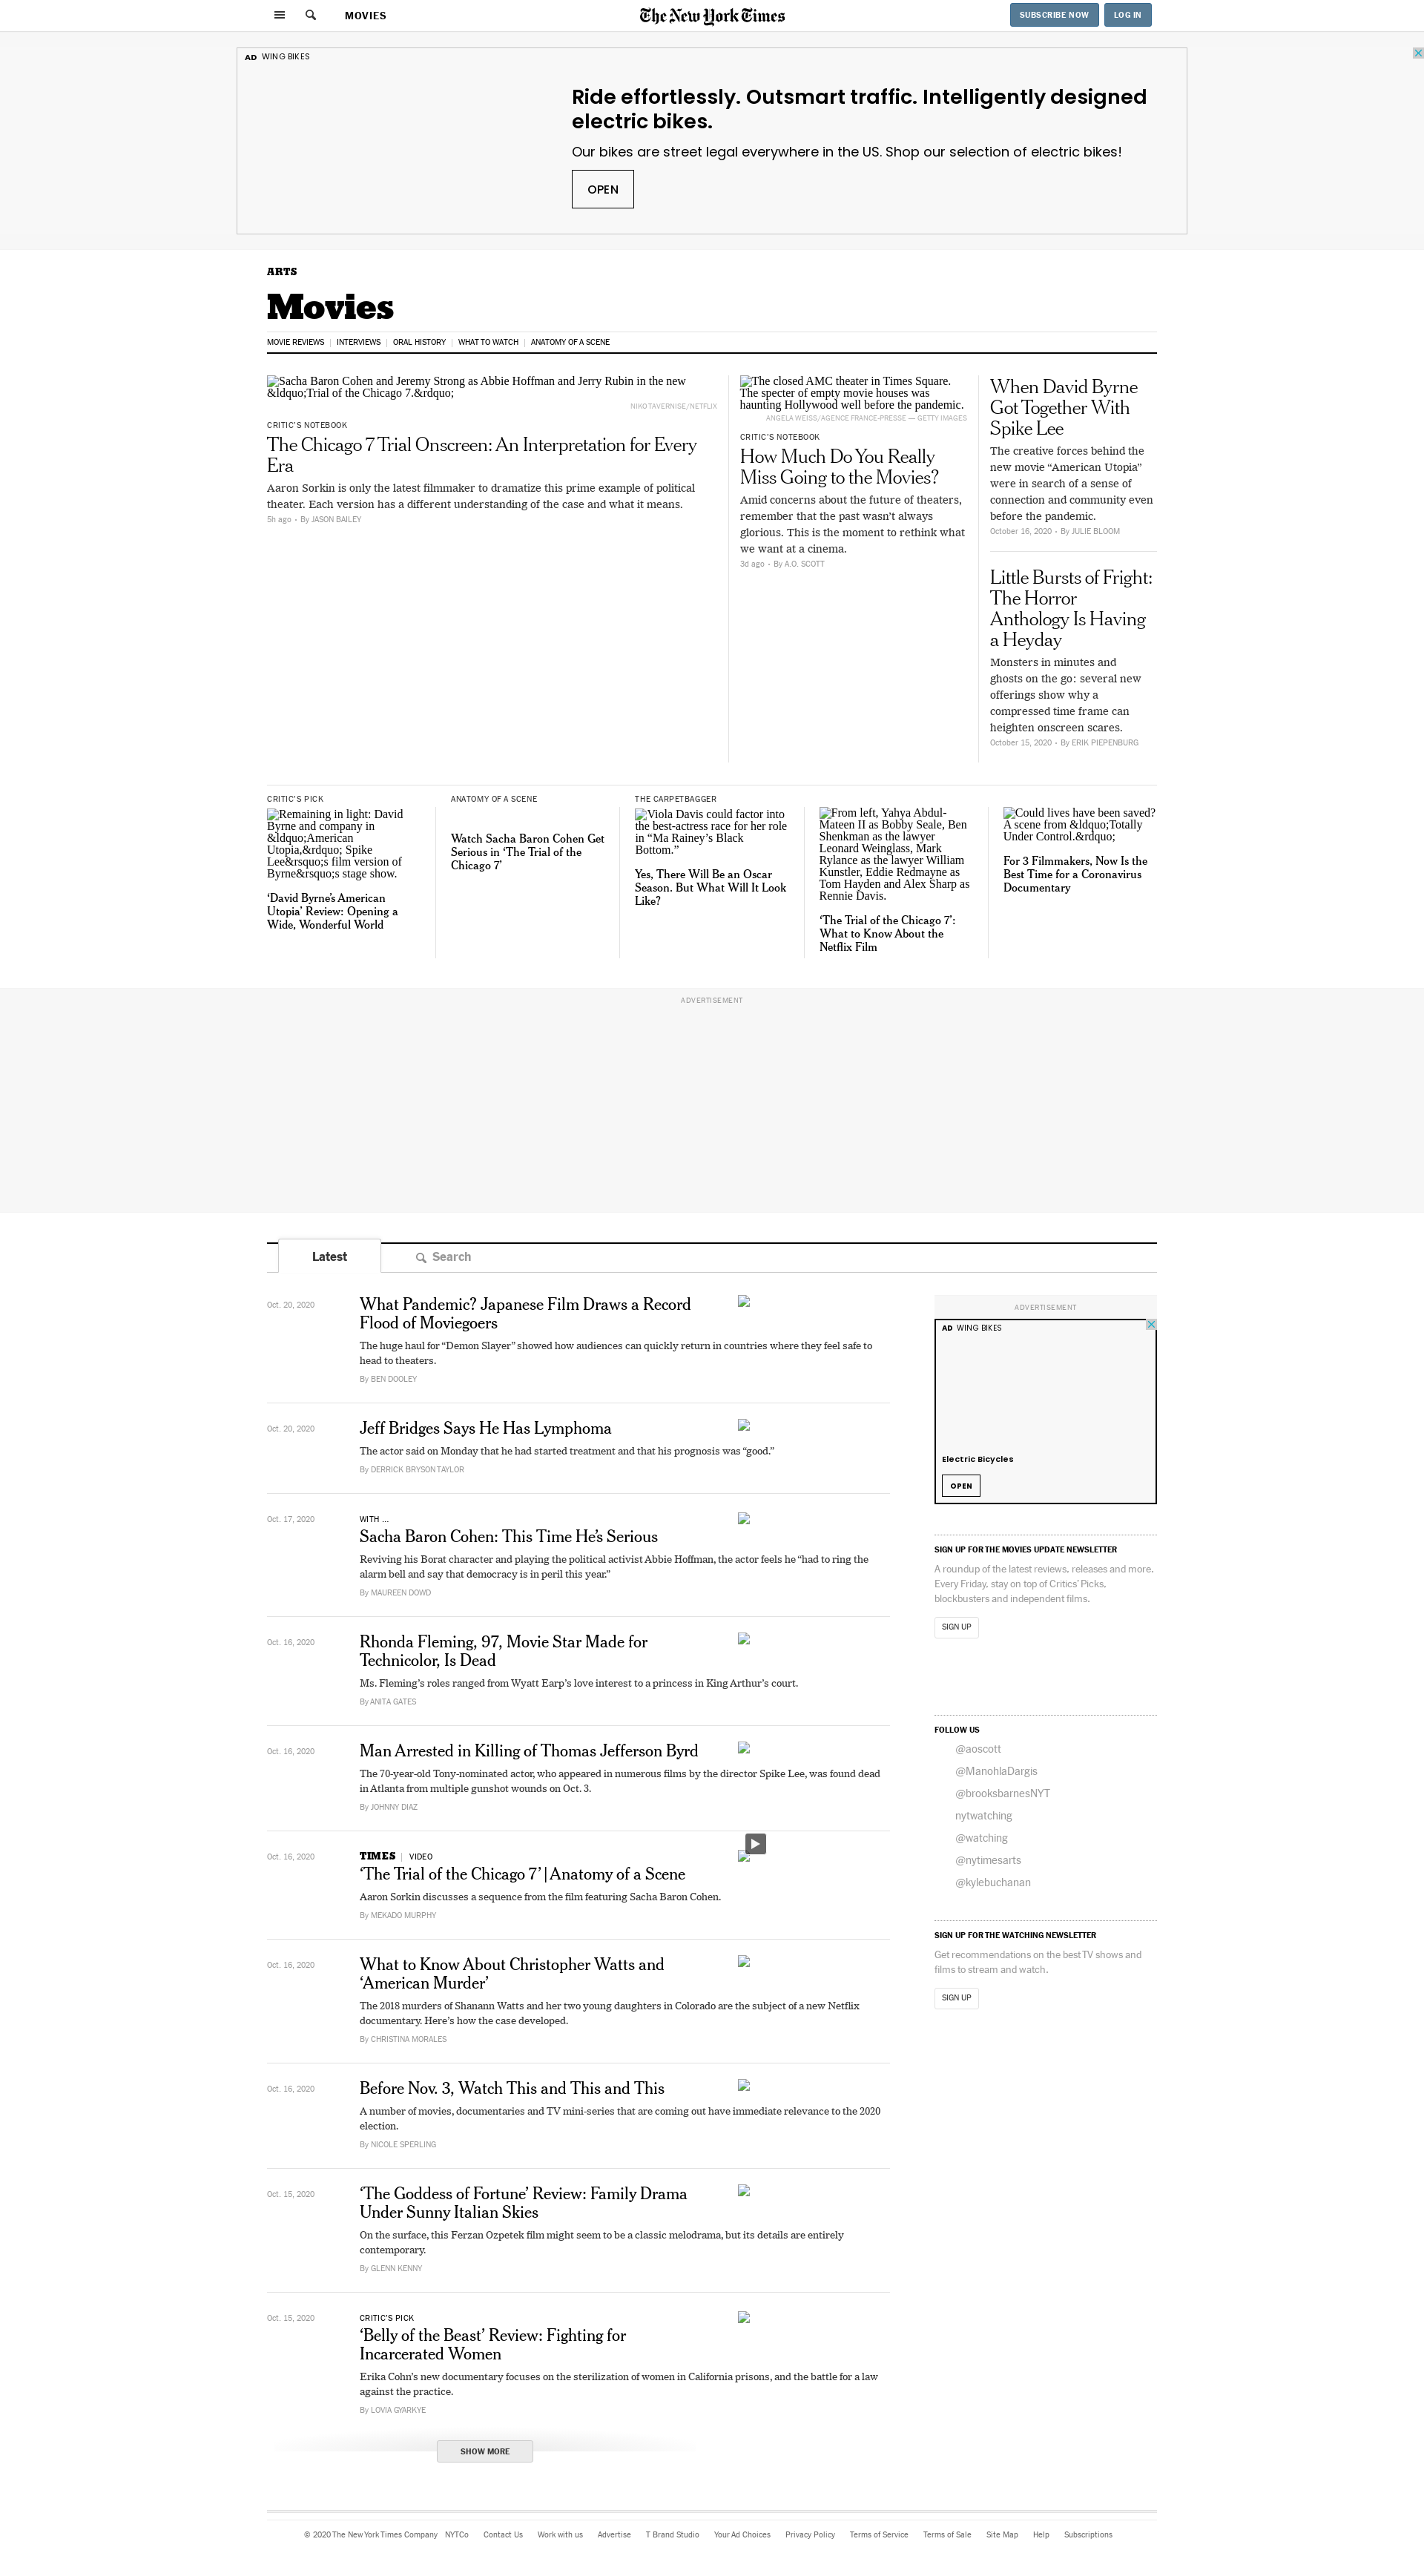 MOVIES
The New York Times
SUBSCRIBE NOW
LOG IN
AD WING BIKES
Ride effortlessly. Outsmart traffic. Intelligently designed
electric bikes.
Our bikes are street legal everywhere in the US. Shop our selection of electric bikes!
OPEN
ARTS
Movies
MOVIE REVIEWS
INTERVIEWS
ORAL HISTORY
WHAT TO WATCH
ANATOMY OF A SCENE
Sacha Baron Cohen and Jeremy Strong as Abbie Hoffman and Jerry Rubin in the new
&ldquo;Trial of the Chicago 7.&rdquo;
NIKO TAVERNISE/NETFLIX
CRITIC’S NOTEBOOK
The Chicago 7 Trial Onscreen: An Interpretation for Every
Era
Aaron Sorkin is only the latest filmmaker to dramatize this prime example of political
theater. Each version has a different understanding of the case and what it means.
5h ago • By JASON BAILEY
The closed AMC theater in Times Square.
The specter of empty movie houses was
haunting Hollywood well before the pandemic.
ANGELA WEISS/AGENCE FRANCE-PRESSE — GETTY IMAGES
CRITIC’S NOTEBOOK
How Much Do You Really
Miss Going to the Movies?
Amid concerns about the future of theaters,
remember that the past wasn’t always
glorious. This is the moment to rethink what
we want at a cinema.
3d ago • By A.O. SCOTT
When David Byrne
Got Together With
Spike Lee
The creative forces behind the
new movie “American Utopia”
were in search of a sense of
connection and community even
before the pandemic.
October 16, 2020 • By JULIE BLOOM
Little Bursts of Fright:
The Horror
Anthology Is Having
a Heyday
Monsters in minutes and
ghosts on the go: several new
offerings show why a
compressed time frame can
heighten onscreen scares.
October 15, 2020 • By ERIK PIEPENBURG
CRITIC’S PICK
Remaining in light: David
Byrne and company in
&ldquo;American
Utopia,&rdquo; Spike
Lee&rsquo;s film version of
Byrne&rsquo;s stage show.
‘David Byrne’s American
Utopia’ Review: Opening a
Wide, Wonderful World
ANATOMY OF A SCENE
Watch Sacha Baron Cohen Get
Serious in ‘The Trial of the
Chicago 7’
THE CARPETBAGGER
Viola Davis could factor into
the best-actress race for her role
in “Ma Rainey’s Black
Bottom.”
Yes, There Will Be an Oscar
Season. But What Will It Look
Like?
From left, Yahya Abdul-
Mateen II as Bobby Seale, Ben
Shenkman as the lawyer
Leonard Weinglass, Mark
Rylance as the lawyer William
Kunstler, Eddie Redmayne as
Tom Hayden and Alex Sharp as
Rennie Davis.
‘The Trial of the Chicago 7’:
What to Know About the
Netflix Film
Could lives have been saved?
A scene from &ldquo;Totally
Under Control.&rdquo;
For 3 Filmmakers, Now Is the
Best Time for a Coronavirus
Documentary
ADVERTISEMENT
Latest
Search
Oct. 20, 2020
What Pandemic? Japanese Film Draws a Record
Flood of Moviegoers
The huge haul for “Demon Slayer” showed how audiences can quickly return in countries where they feel safe to
head to theaters.
By BEN DOOLEY
Oct. 20, 2020
Jeff Bridges Says He Has Lymphoma
The actor said on Monday that he had started treatment and that his prognosis was “good.”
By DERRICK BRYSON TAYLOR
Oct. 17, 2020
WITH ...
Sacha Baron Cohen: This Time He’s Serious
Reviving his Borat character and playing the political activist Abbie Hoffman, the actor feels he “had to ring the
alarm bell and say that democracy is in peril this year.”
By MAUREEN DOWD
Oct. 16, 2020
Rhonda Fleming, 97, Movie Star Made for
Technicolor, Is Dead
Ms. Fleming’s roles ranged from Wyatt Earp’s love interest to a princess in King Arthur’s court.
By ANITA GATES
Oct. 16, 2020
Man Arrested in Killing of Thomas Jefferson Byrd
The 70-year-old Tony-nominated actor, who appeared in numerous films by the director Spike Lee, was found dead
in Atlanta from multiple gunshot wounds on Oct. 3.
By JOHNNY DIAZ
Oct. 16, 2020
TIMES | VIDEO
‘The Trial of the Chicago 7’ | Anatomy of a Scene
Aaron Sorkin discusses a sequence from the film featuring Sacha Baron Cohen.
By MEKADO MURPHY
Oct. 16, 2020
What to Know About Christopher Watts and
‘American Murder’
The 2018 murders of Shanann Watts and her two young daughters in Colorado are the subject of a new Netflix
documentary. Here’s how the case developed.
By CHRISTINA MORALES
Oct. 16, 2020
Before Nov. 3, Watch This and This and This
A number of movies, documentaries and TV mini-series that are coming out have immediate relevance to the 2020
election.
By NICOLE SPERLING
Oct. 15, 2020
‘The Goddess of Fortune’ Review: Family Drama
Under Sunny Italian Skies
On the surface, this Ferzan Ozpetek film might seem to be a classic melodrama, but its details are entirely
contemporary.
By GLENN KENNY
Oct. 15, 2020
CRITIC’S PICK
‘Belly of the Beast’ Review: Fighting for
Incarcerated Women
Erika Cohn’s new documentary focuses on the sterilization of women in California prisons, and the battle for a law
against the practice.
By LOVIA GYARKYE
SHOW MORE
ADVERTISEMENT
AD WING BIKES
Electric Bicycles
OPEN
SIGN UP FOR THE MOVIES UPDATE NEWSLETTER
A roundup of the latest reviews, releases and more.
Every Friday, stay on top of Critics’ Picks,
blockbusters and independent films.
SIGN UP
FOLLOW US
@aoscott
@ManohlaDargis
@brooksbarnesNYT
nytwatching
@watching
@nytimesarts
@kylebuchanan
SIGN UP FOR THE WATCHING NEWSLETTER
Get recommendations on the best TV shows and
films to stream and watch.
SIGN UP
© 2020 The New York Times Company NYTCo Contact Us Work with us Advertise T Brand Studio Your Ad Choices Privacy Policy Terms of Service Terms of Sale Site Map Help Subscriptions